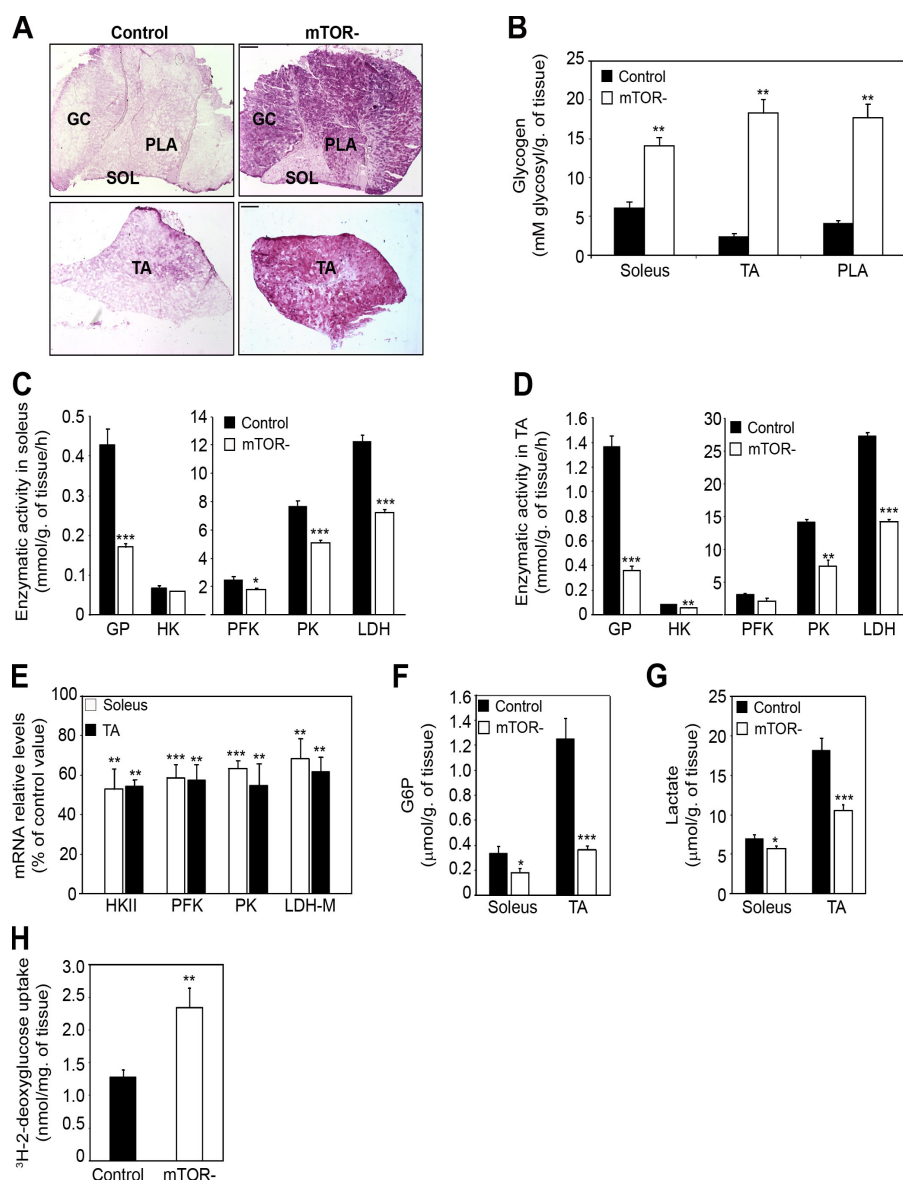 A
Control
mTOR-
GC
PLA
SOL
GC
PLA
SOL
TA
TA
B
Glycogen
(mM glycosyl/g. of tissue)
25
20
15
10
5
0
Control
mTOR-
**
**
**
Soleus
TA
PLA
C
Enzymatic activity in soleus
(mmol/g. of tissue/h)
0.5
0.4
0.3
0.2
0.1
0
***
GP
HK
14
12
10
8
6
4
2
Control
mTOR-
*
***
***
PFK
PK
LDH
D
Enzymatic activity in TA
(mmol/g. of tissue/h)
1.6
1.4
1.2
1.0
0.8
0.6
0.4
0.2
0
***
**
GP
HK
30
25
20
15
10
5
Control
mTOR-
**
***
PFK
PK
LDH
E
mRNA relative levels
(% of control value)
100
80
60
40
20
0
Soleus
TA
**
**
***
**
***
**
**
**
HKII
PFK
PK
LDH-M
F
G6P
(μmol/g. of tissue)
1.6
1.4
1.2
1.0
0.8
0.6
0.4
0.2
0
Control
mTOR-
*
***
Soleus
TA
G
Lactate
(μmol/g. of tissue)
25
20
15
10
5
0
Control
mTOR-
*
***
Soleus
TA
H
³H-2-deoxyglucose uptake
(nmol/mg. of tissue)
3.0
2.5
2.0
1.5
1.0
0.5
0
**
Control
mTOR-